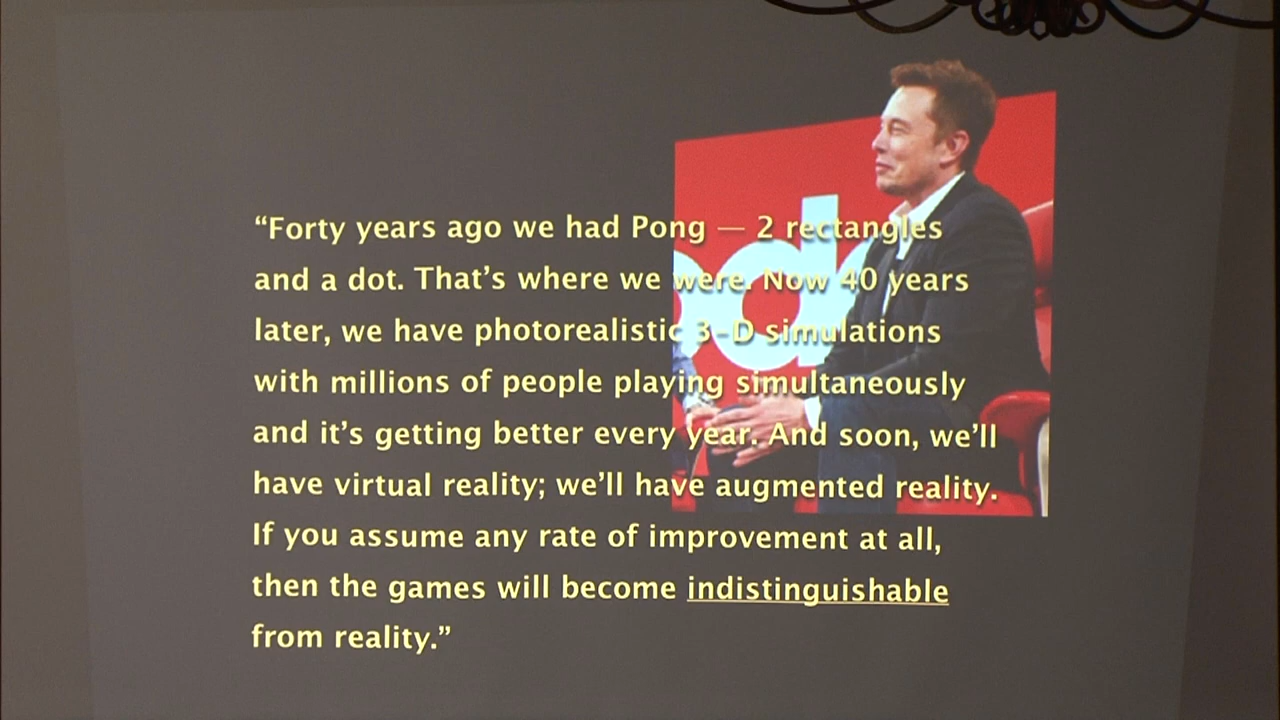 “Forty years ago we had Pong — 2 rectangles
and a dot. That’s where we were. Now 40 years
later, we have photorealistic 3-D simulations
with millions of people playing simultaneously
and it’s getting better every year. And soon, we’ll
have virtual reality; we’ll have augmented reality.
If you assume any rate of improvement at all,
then the games will become indistinguishable
from reality.”